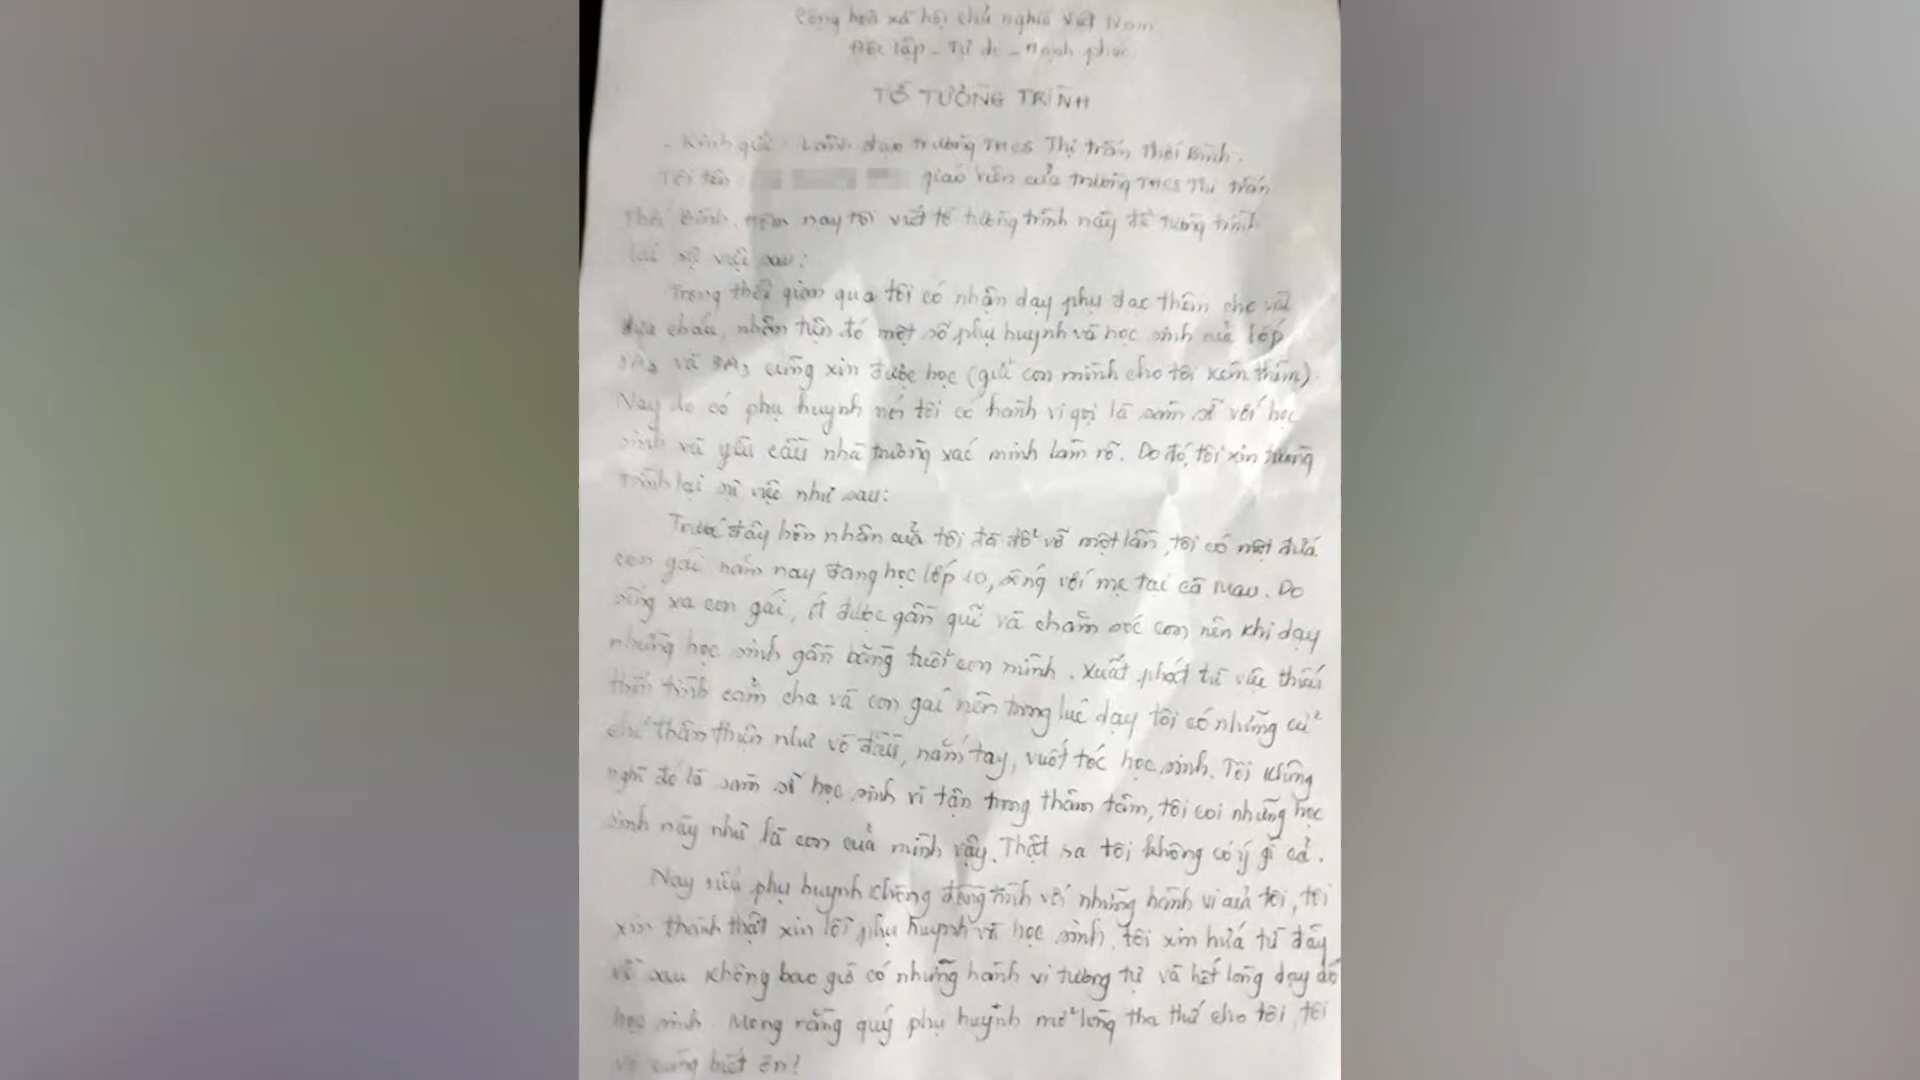 Cộng hoà xã hội chủ nghĩa Việt Nam
Độc lập - Tự do - Hạnh phúc
TỜ TƯỜNG TRÌNH
- Kính gửi: Lãnh đạo trường THCS Thị trấn Thới Bình.
Tôi tên: giáo viên của trường THCS Thị trấn
Thới Bình. Hôm nay tôi viết tờ tường trình này để tường trình
lại sự việc sau:
Trong thời gian qua tôi có nhận dạy phụ đạo thêm cho vài
đứa cháu, nhân tiện đó một số phụ huynh và học sinh của lớp
và 8A3 cũng xin được học (gửi con mình cho tôi kèm thêm).
Nay do có phụ huynh nói tôi có hành vi gọi là sàm sỡ với học
sinh và yêu cầu nhà trường xác minh làm rõ. Do đó, tôi xin tường
trình lại sự việc như sau:
Trước đây hôn nhân của tôi đã đổ vỡ một lần, tôi có một đứa
con gái năm nay đang học lớp 10, sống với mẹ tại Cà Mau. Do
sống xa con gái, ít được gần gũi và chăm sóc con nên khi dạy
những học sinh gần bằng tuổi con mình. Xuất phát từ việc thiếu
thốn tình cảm cha và con gái nên trong lúc dạy tôi có những cử
chỉ thân thiện như vỗ đầu, nắm tay, vuốt tóc học sinh. Tôi không
nghĩ đó là sàm sỡ học sinh vì tận trong thâm tâm, tôi coi những học
sinh này như là con của mình vậy. Thật sa tôi không có ý gì cả.
Nay nếu phụ huynh không đồng tình với những hành vi của tôi, tôi
xin thành thật xin lỗi phụ huynh và học sinh, tôi xin hứa từ đây
về sau không bao giờ có những hành vi tương tự và hết lòng dạy dỗ
học sinh. Mong rằng quý phụ huynh mở lòng tha thứ cho tôi, tôi
vô cùng biết ơn!